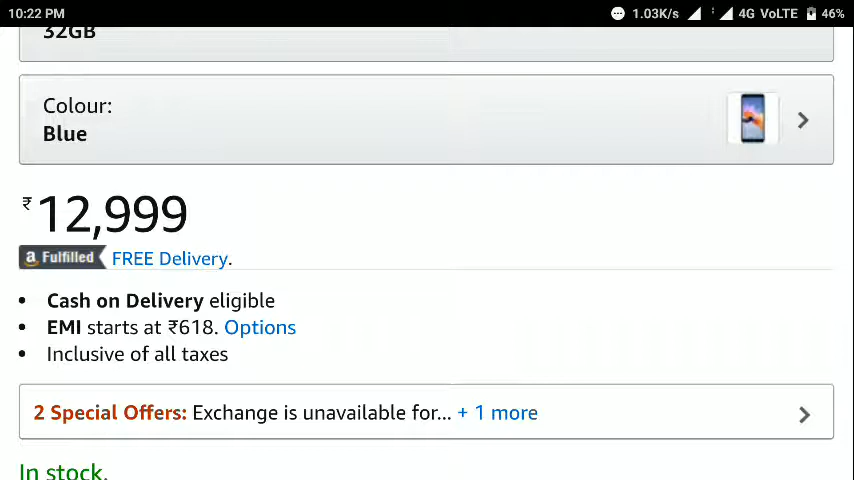 10:22 PM 1.03K/s 4G VoLTE 46%
32GB
Colour:
Blue
₹12,999
a Fulfilled FREE Delivery.
• Cash on Delivery eligible
• EMI starts at ₹618. Options
• Inclusive of all taxes
2 Special Offers: Exchange is unavailable for... + 1 more
In stock.